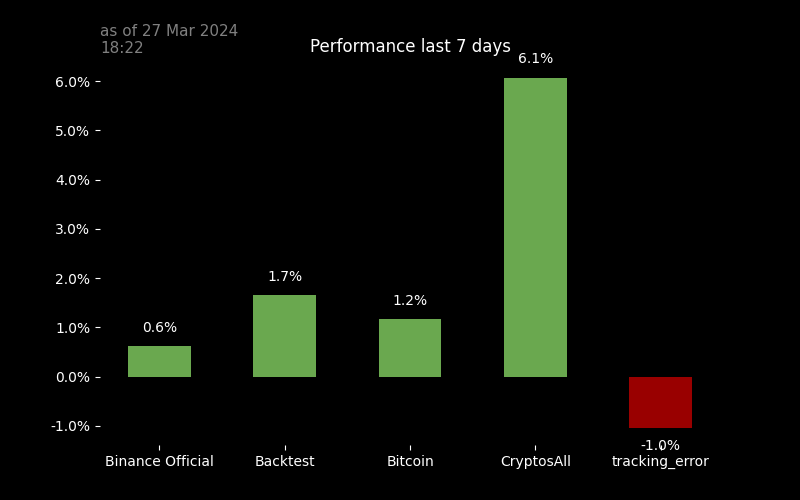 as of 27 Mar 2024
18:22
Performance last 7 days
6.1%
6.0%
5.0%
4.0%
3.0%
2.0%
1.7%
1.2%
1.0%
0.6%
0.0%
-1.0%
-1.0%
Binance Official
Backtest
Bitcoin
CryptosAll
tracking_error